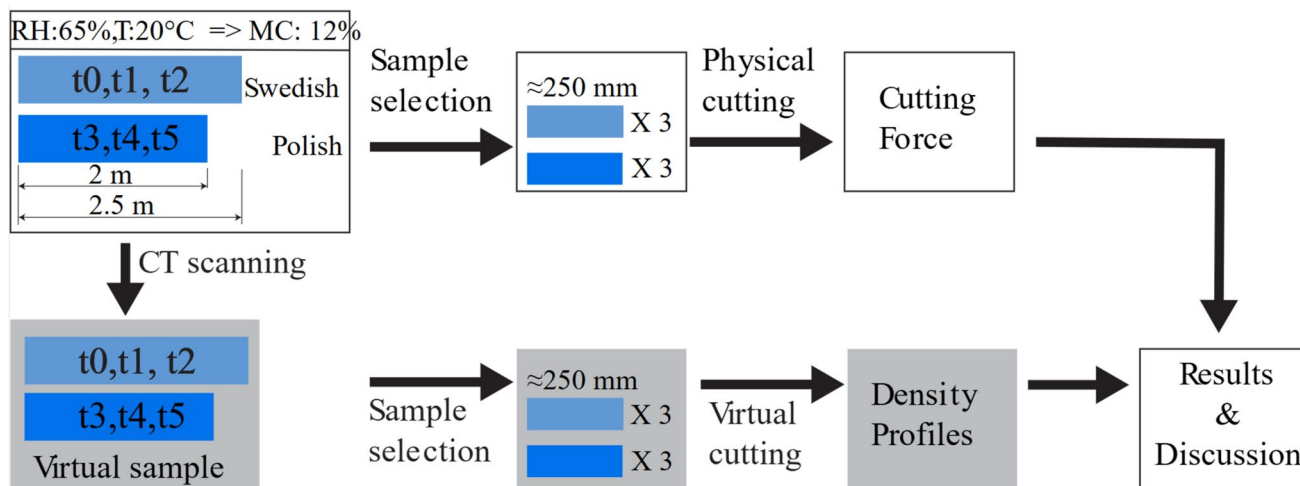 RH:65%,T:20°C => MC: 12%
t0,t1, t2
Swedish
t3,t4,t5
Polish
2 m
2.5 m
Sample
selection
≈250 mm
X 3
X 3
Physical
cutting
Cutting
Force
CT scanning
t0,t1, t2
t3,t4,t5
Virtual sample
Sample
selection
≈250 mm
X 3
X 3
Virtual
cutting
Density
Profiles
Results
&
Discussion